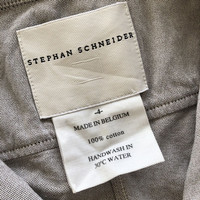 STEPHAN SCHNEIDER
-4-
MADE IN BELGIUM
100% cotton
HANDWASH IN
30°C WATER